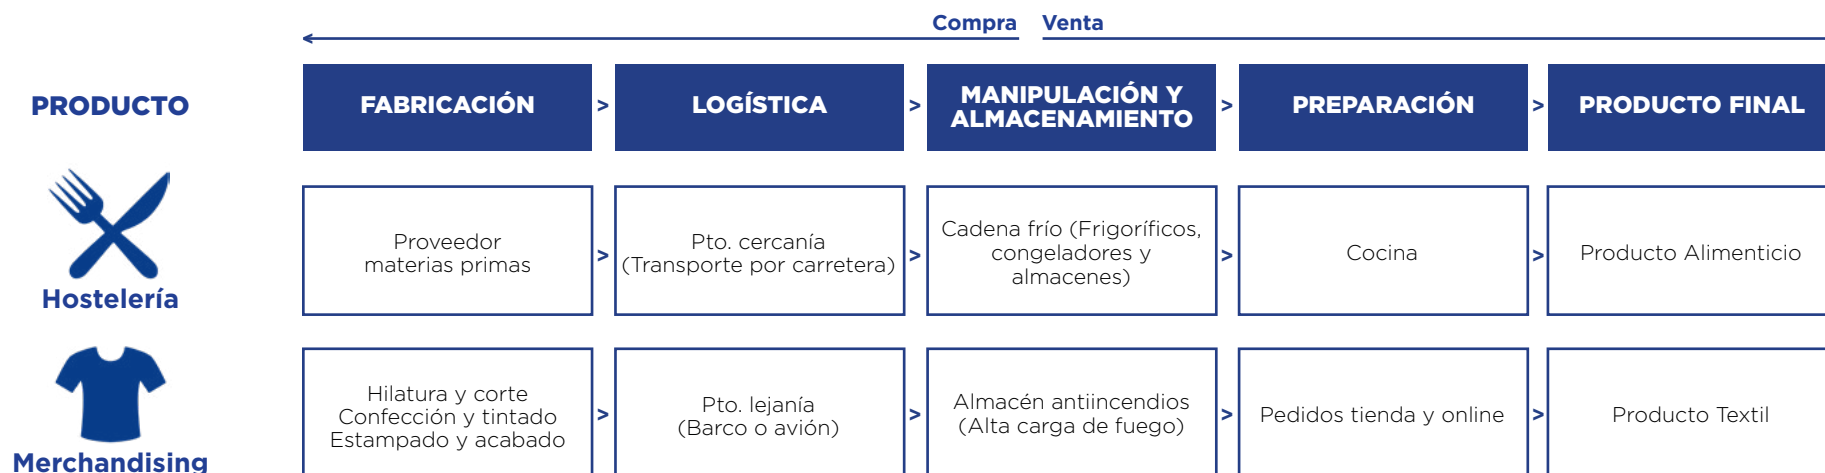 Compra Venta
PRODUCTO
FABRICACIÓN > LOGÍSTICA > MANIPULACIÓN Y
ALMACENAMIENTO > PREPARACIÓN > PRODUCTO FINAL
Hostelería
Proveedor
materias primas
>
Pto. cercanía
(Transporte por carretera)
>
Cadena frío (Frigoríficos,
congeladores y
almacenes)
>
Cocina
>
Producto Alimenticio
Merchandising
Hilatura y corte
Confección y tintado
Estampado y acabado
>
Pto. lejanía
(Barco o avión)
>
Almacén antiincendios
(Alta carga de fuego)
>
Pedidos tienda y online
>
Producto Textil